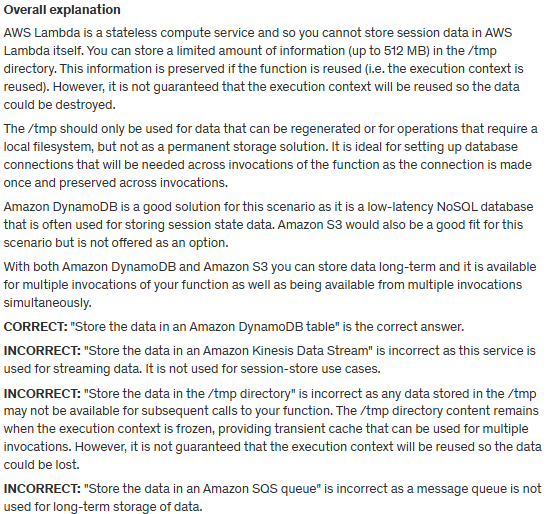 Overall explanation
AWS Lambda is a stateless compute service and so you cannot store session data in AWS
Lambda itself. You can store a limited amount of information (up to 512 MB) in the /tmp
directory. This information is preserved if the function is reused (i.e. the execution context is
reused). However, it is not guaranteed that the execution context will be reused so the data
could be destroyed.
The /tmp should only be used for data that can be regenerated or for operations that require a
local filesystem, but not as a permanent storage solution. It is ideal for setting up database
connections that will be needed across invocations of the function as the connection is made
once and preserved across invocations.
Amazon DynamoDB is a good solution for this scenario as it is a low-latency NoSQL database
that is often used for storing session state data. Amazon S3 would also be a good fit for this
scenario but is not offered as an option.
With both Amazon DynamoDB and Amazon S3 you can store data long-term and it is available
for multiple invocations of your function as well as being available from multiple invocations
simultaneously.
CORRECT: "Store the data in an Amazon DynamoDB table" is the correct answer.
INCORRECT: "Store the data in an Amazon Kinesis Data Stream" is incorrect as this service is
used for streaming data. It is not used for session-store use cases.
INCORRECT: "Store the data in the /tmp directory" is incorrect as any data stored in the /tmp
may not be available for subsequent calls to your function. The /tmp directory content remains
when the execution context is frozen, providing transient cache that can be used for multiple
invocations. However, it is not guaranteed that the execution context will be reused so the data
could be lost.
INCORRECT: "Store the data in an Amazon SQS queue" is incorrect as a message queue is not
used for long-term storage of data.